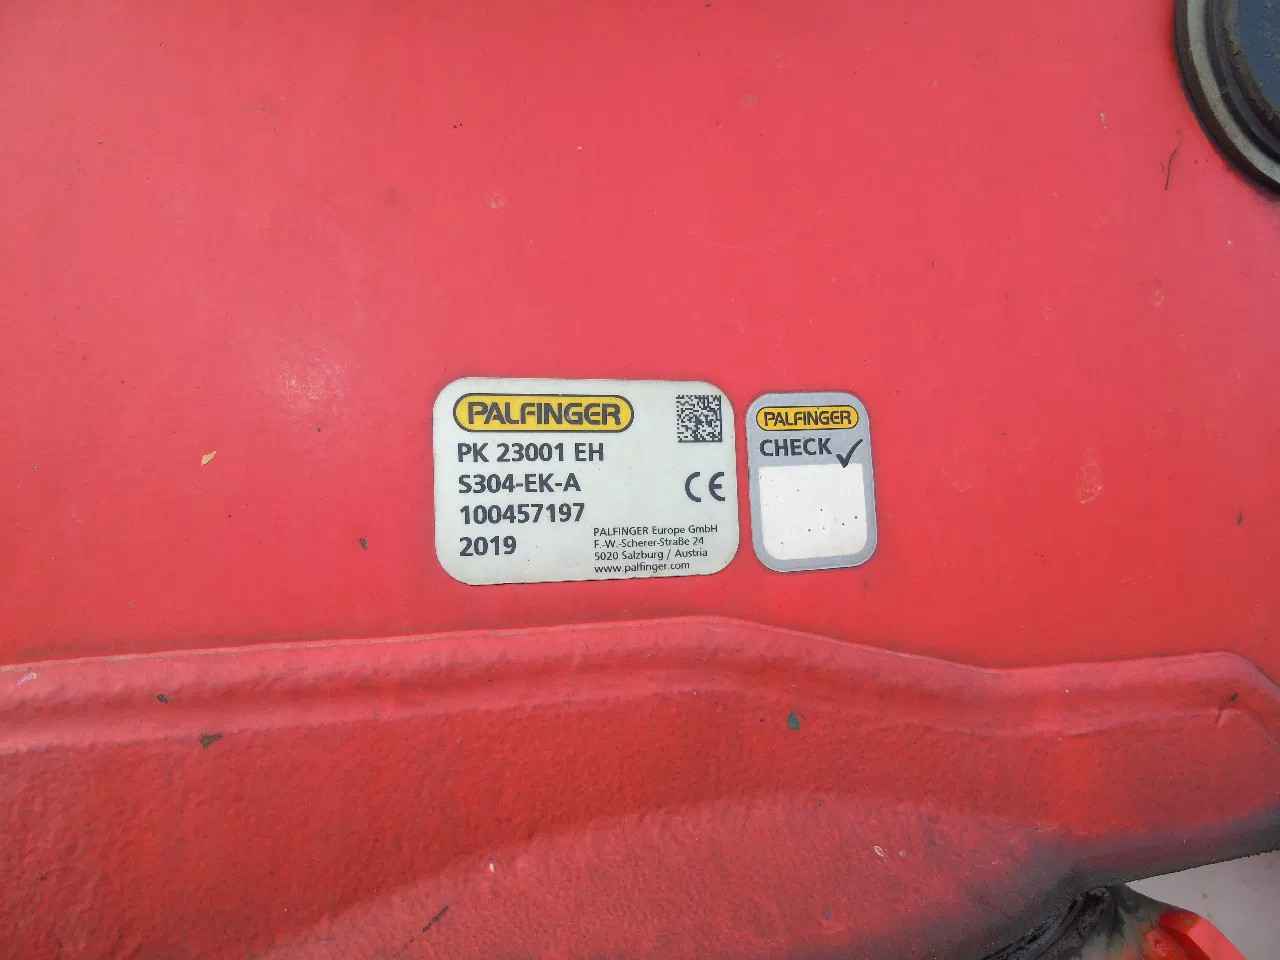 PALFINGER
PK 23001 EH
S304-EK-A
100457197
2019
CE
PALFINGER Europe GmbH
F.-W.-Scherer-Straße 24
5020 Salzburg / Austria
www.palfinger.com
PALFINGER
CHECK